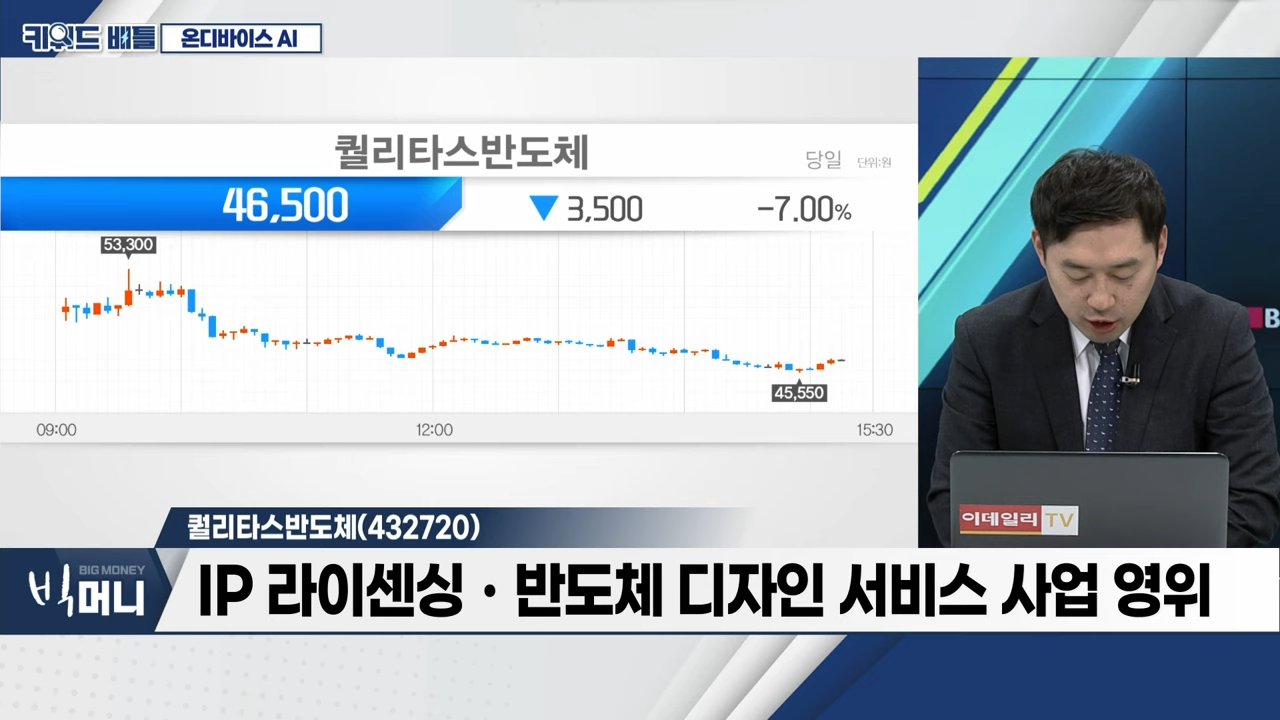 키워드 배틀 온디바이스 AI
퀄리타스반도체
당일 단위:원
46,500 ▼ 3,500 -7.00%
53,300
45,550
09:00 12:00 15:30
B
이데일리 TV
퀄리타스반도체(432720)
BIG MONEY
빅머니
IP 라이센싱·반도체 디자인 서비스 사업 영위